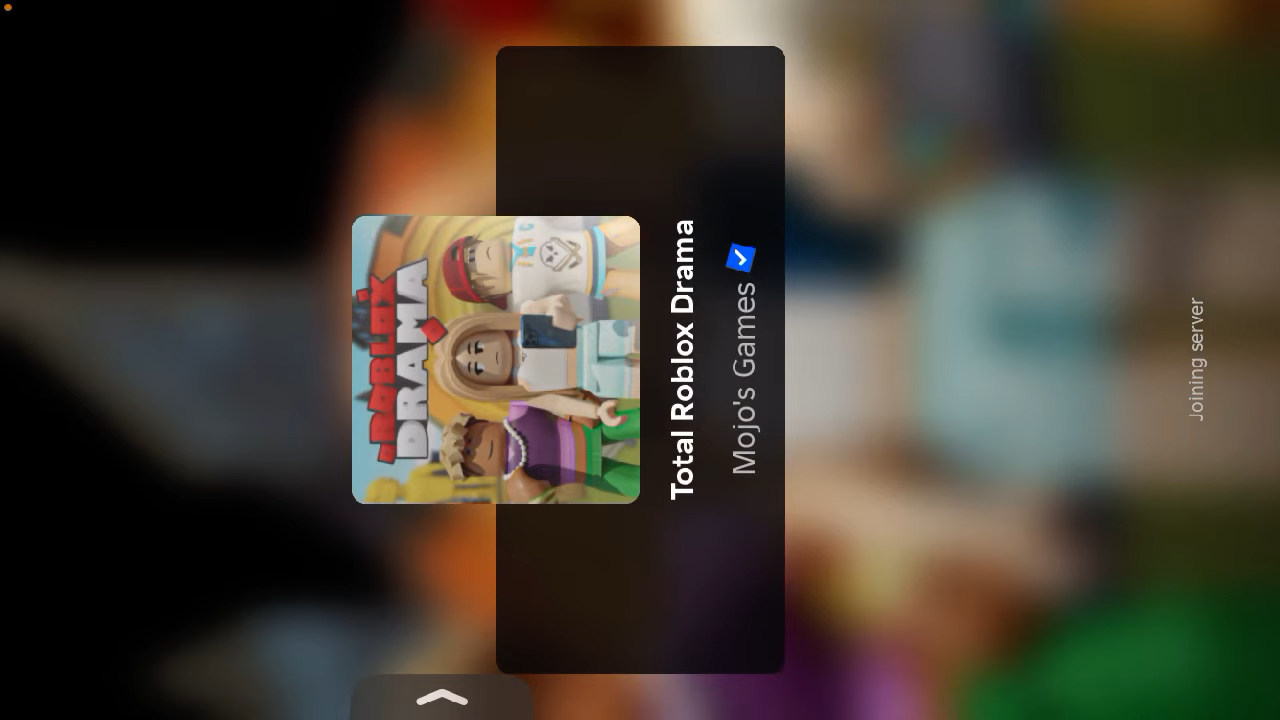 ROBLOX
DRAMA
Total Roblox Drama
Mojo's Games
Joining server